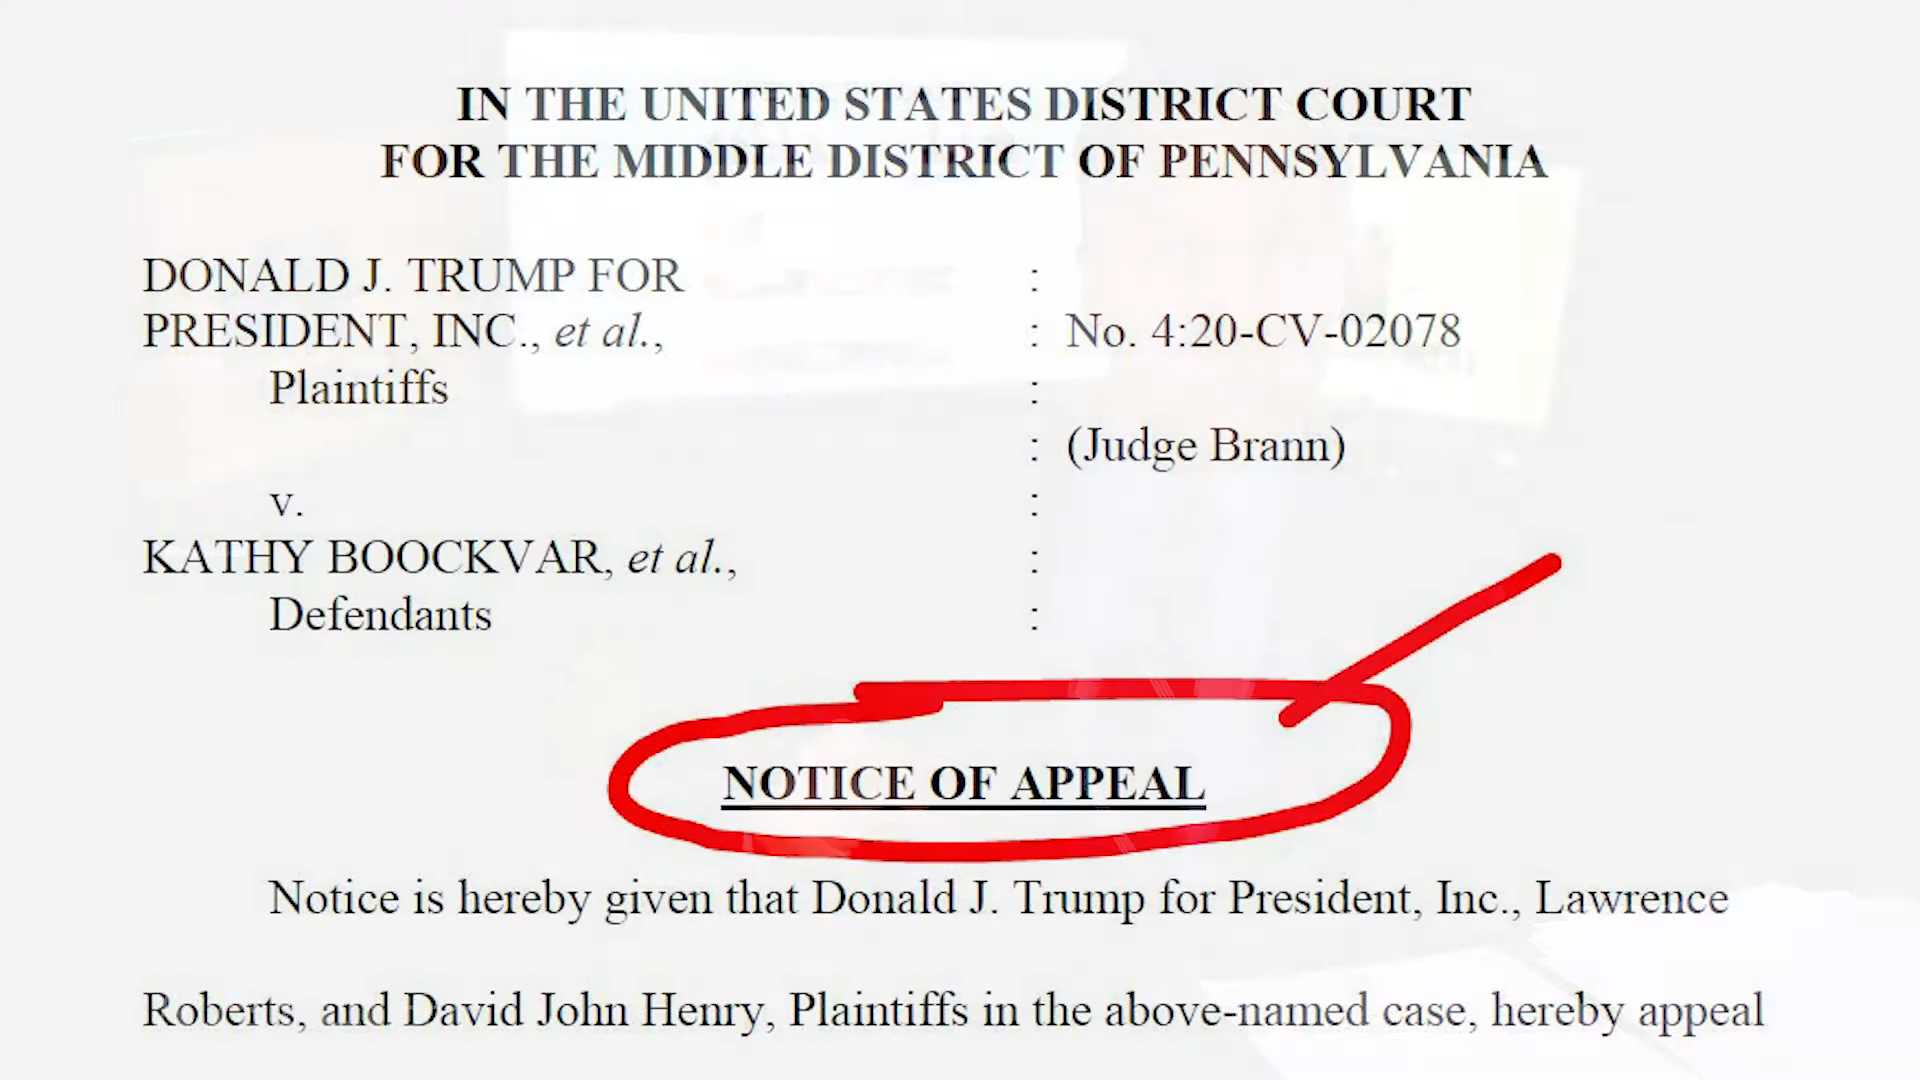 IN THE UNITED STATES DISTRICT COURT
FOR THE MIDDLE DISTRICT OF PENNSYLVANIA
DONALD J. TRUMP FOR :
PRESIDENT, INC., et al., : No. 4:20-CV-02078
Plaintiffs :
: (Judge Brann)
v. :
KATHY BOOCKVAR, et al., :
Defendants :
NOTICE OF APPEAL
Notice is hereby given that Donald J. Trump for President, Inc., Lawrence
Roberts, and David John Henry, Plaintiffs in the above-named case, hereby appeal